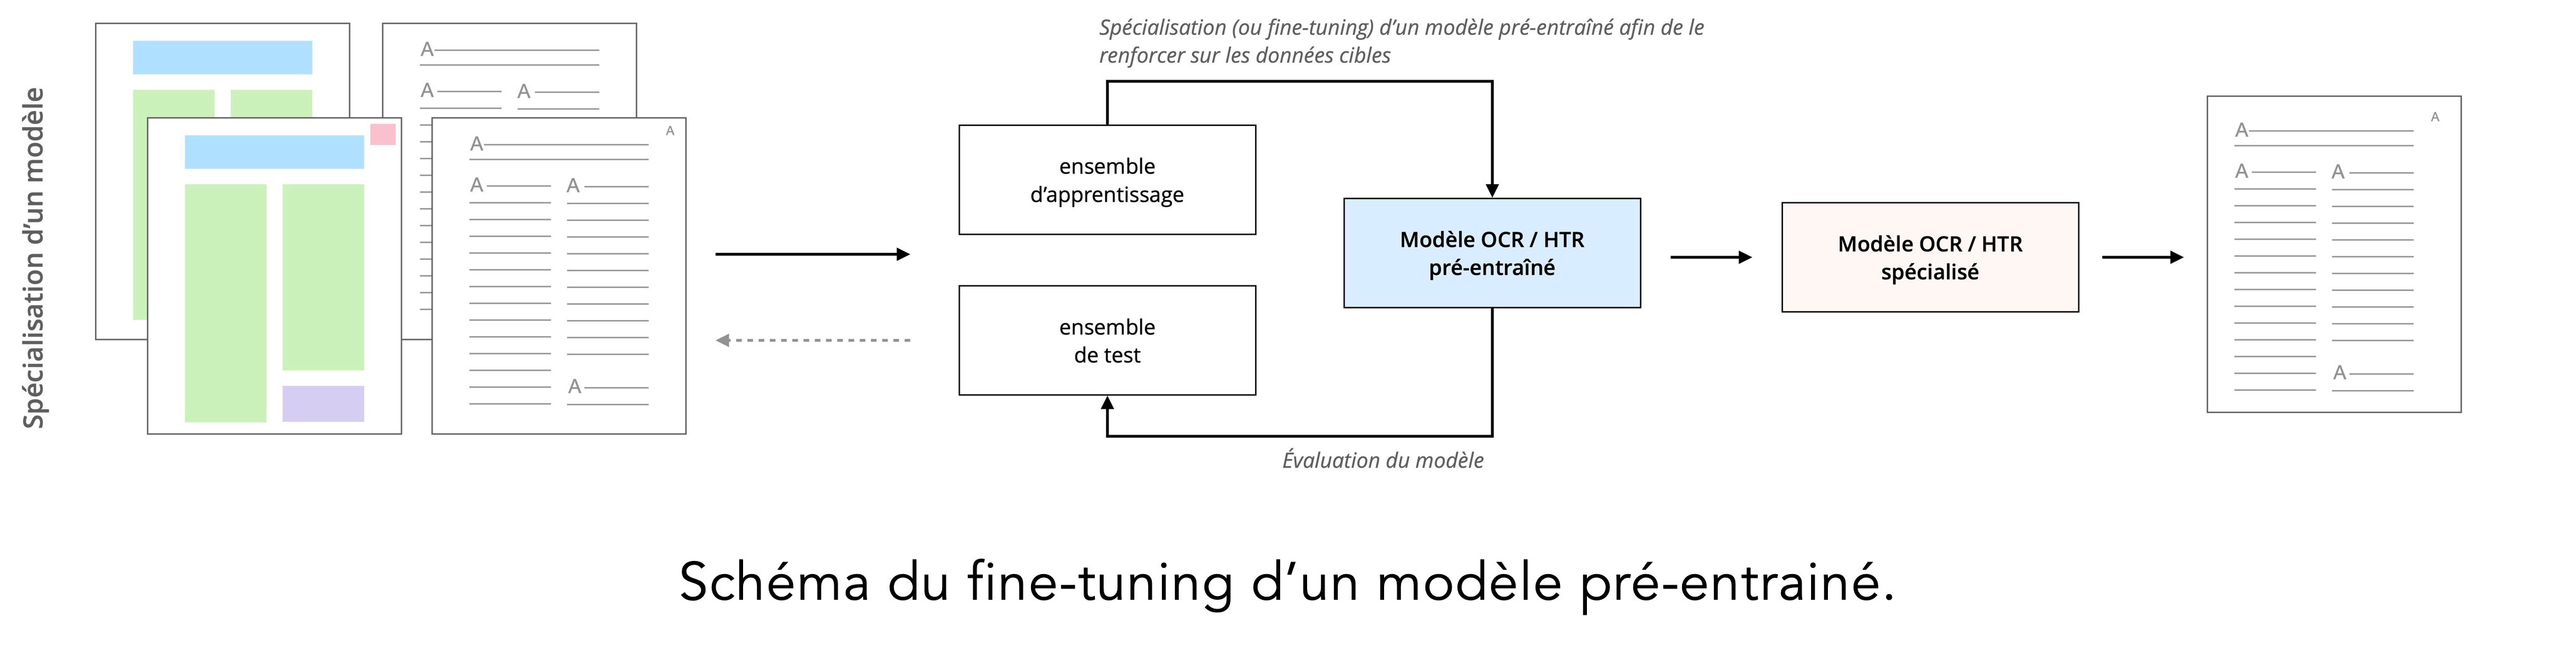 Spécialisation d'un modèle
A
A
A
A
A
A
A
A
Spécialisation (ou fine-tuning) d'un modèle pré-entraîné afin de le
renforcer sur les données cibles
ensemble
d'apprentissage
ensemble
de test
Modèle OCR / HTR
pré-entraîné
Évaluation du modèle
Modèle OCR / HTR
spécialisé
A
A
A
A
A
Schéma du fine-tuning d'un modèle pré-entrainé.